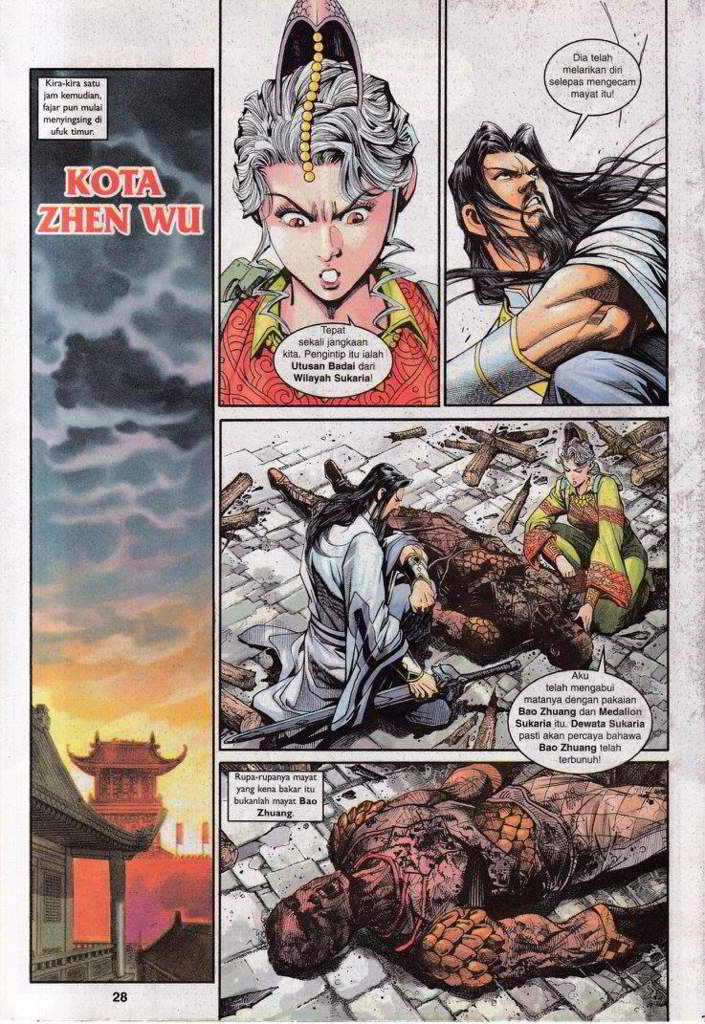 Kira-kira satu
jam kemudian,
fajar pun mulai
menyingsing di
ufuk timur.
KOTA
ZHEN WU
Tepat
sekali jangkaan
kita. Pengintip itu ialah
Utusan Badai dari
Wilayah Sukaria!
Dia telah
melarikan diri
selepas mengecam
mayat itu!
Aku
telah mengabui
matanya dengan pakaian
Bao Zhuang dan Medallon
Sukaria itu. Dewata Sukaria
pasti akan percaya bahawa
Bao Zhuang telah
terbunuh!
Rupa-rupanya mayat
yang kena bakar itu
bukanlah mayat Bao
Zhuang.
28